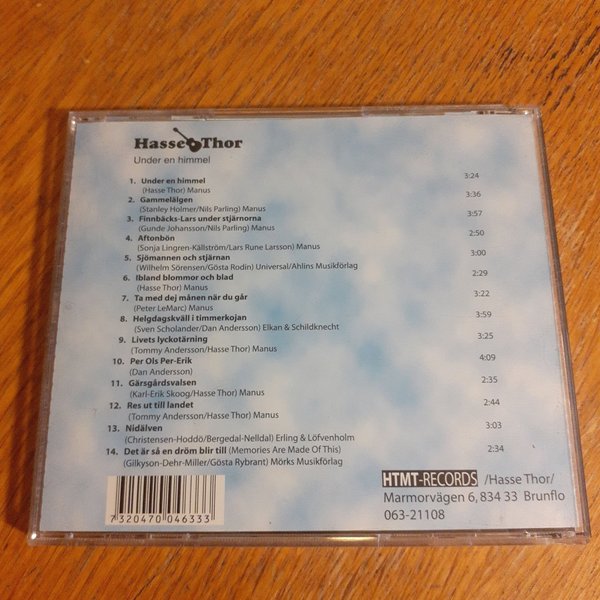 Hasse Thor
Under en himmel
1. Under en himmel 3:24
(Hasse Thor) Manus
2. Gammelälgen 3:36
(Stanley Holmer/Nils Parling) Manus
3. Finnbäcks-Lars under stjärnorna 3:57
(Gunde Johansson/Nils Parling) Manus
4. Aftonbön 2:50
(Sonja Lingren-Källström/Lars Rune Larsson) Manus
5. Sjömannen och stjärnan 3:00
(Wilhelm Sörensen/Gösta Rodin) Universal/Ahlins Musikförlag
6. Ibland blommor och blad 2:29
(Hasse Thor) Manus
7. Ta med dej månen när du går 3:22
(Peter LeMarc) Manus
8. Helgdagskväll i timmerkojan 3:59
(Sven Scholander/Dan Andersson) Elkan & Schildknecht
9. Livets lyckotärning 3:25
(Tommy Andersson/Hasse Thor) Manus
10. Per Ols Per-Erik 4:09
(Dan Andersson)
11. Gärsgårdsvalsen 2:35
(Karl-Erik Skoog/Hasse Thor) Manus
12. Res ut till landet 2:44
(Tommy Andersson/Hasse Thor) Manus
13. Nidälven 3:03
(Christensen-Hoddö/Bergedal-Nelldal) Erling & Löfvenholm
14. Det är så en dröm blir till (Memories Are Made Of This) 2:34
(Gilkyson-Dehr-Miller/Gösta Rybrant) Mörks Musikförlag
HTMT-RECORDS /Hasse Thor/
Marmorvägen 6, 834 33 Brunflo
063-21108
7 320470 046333